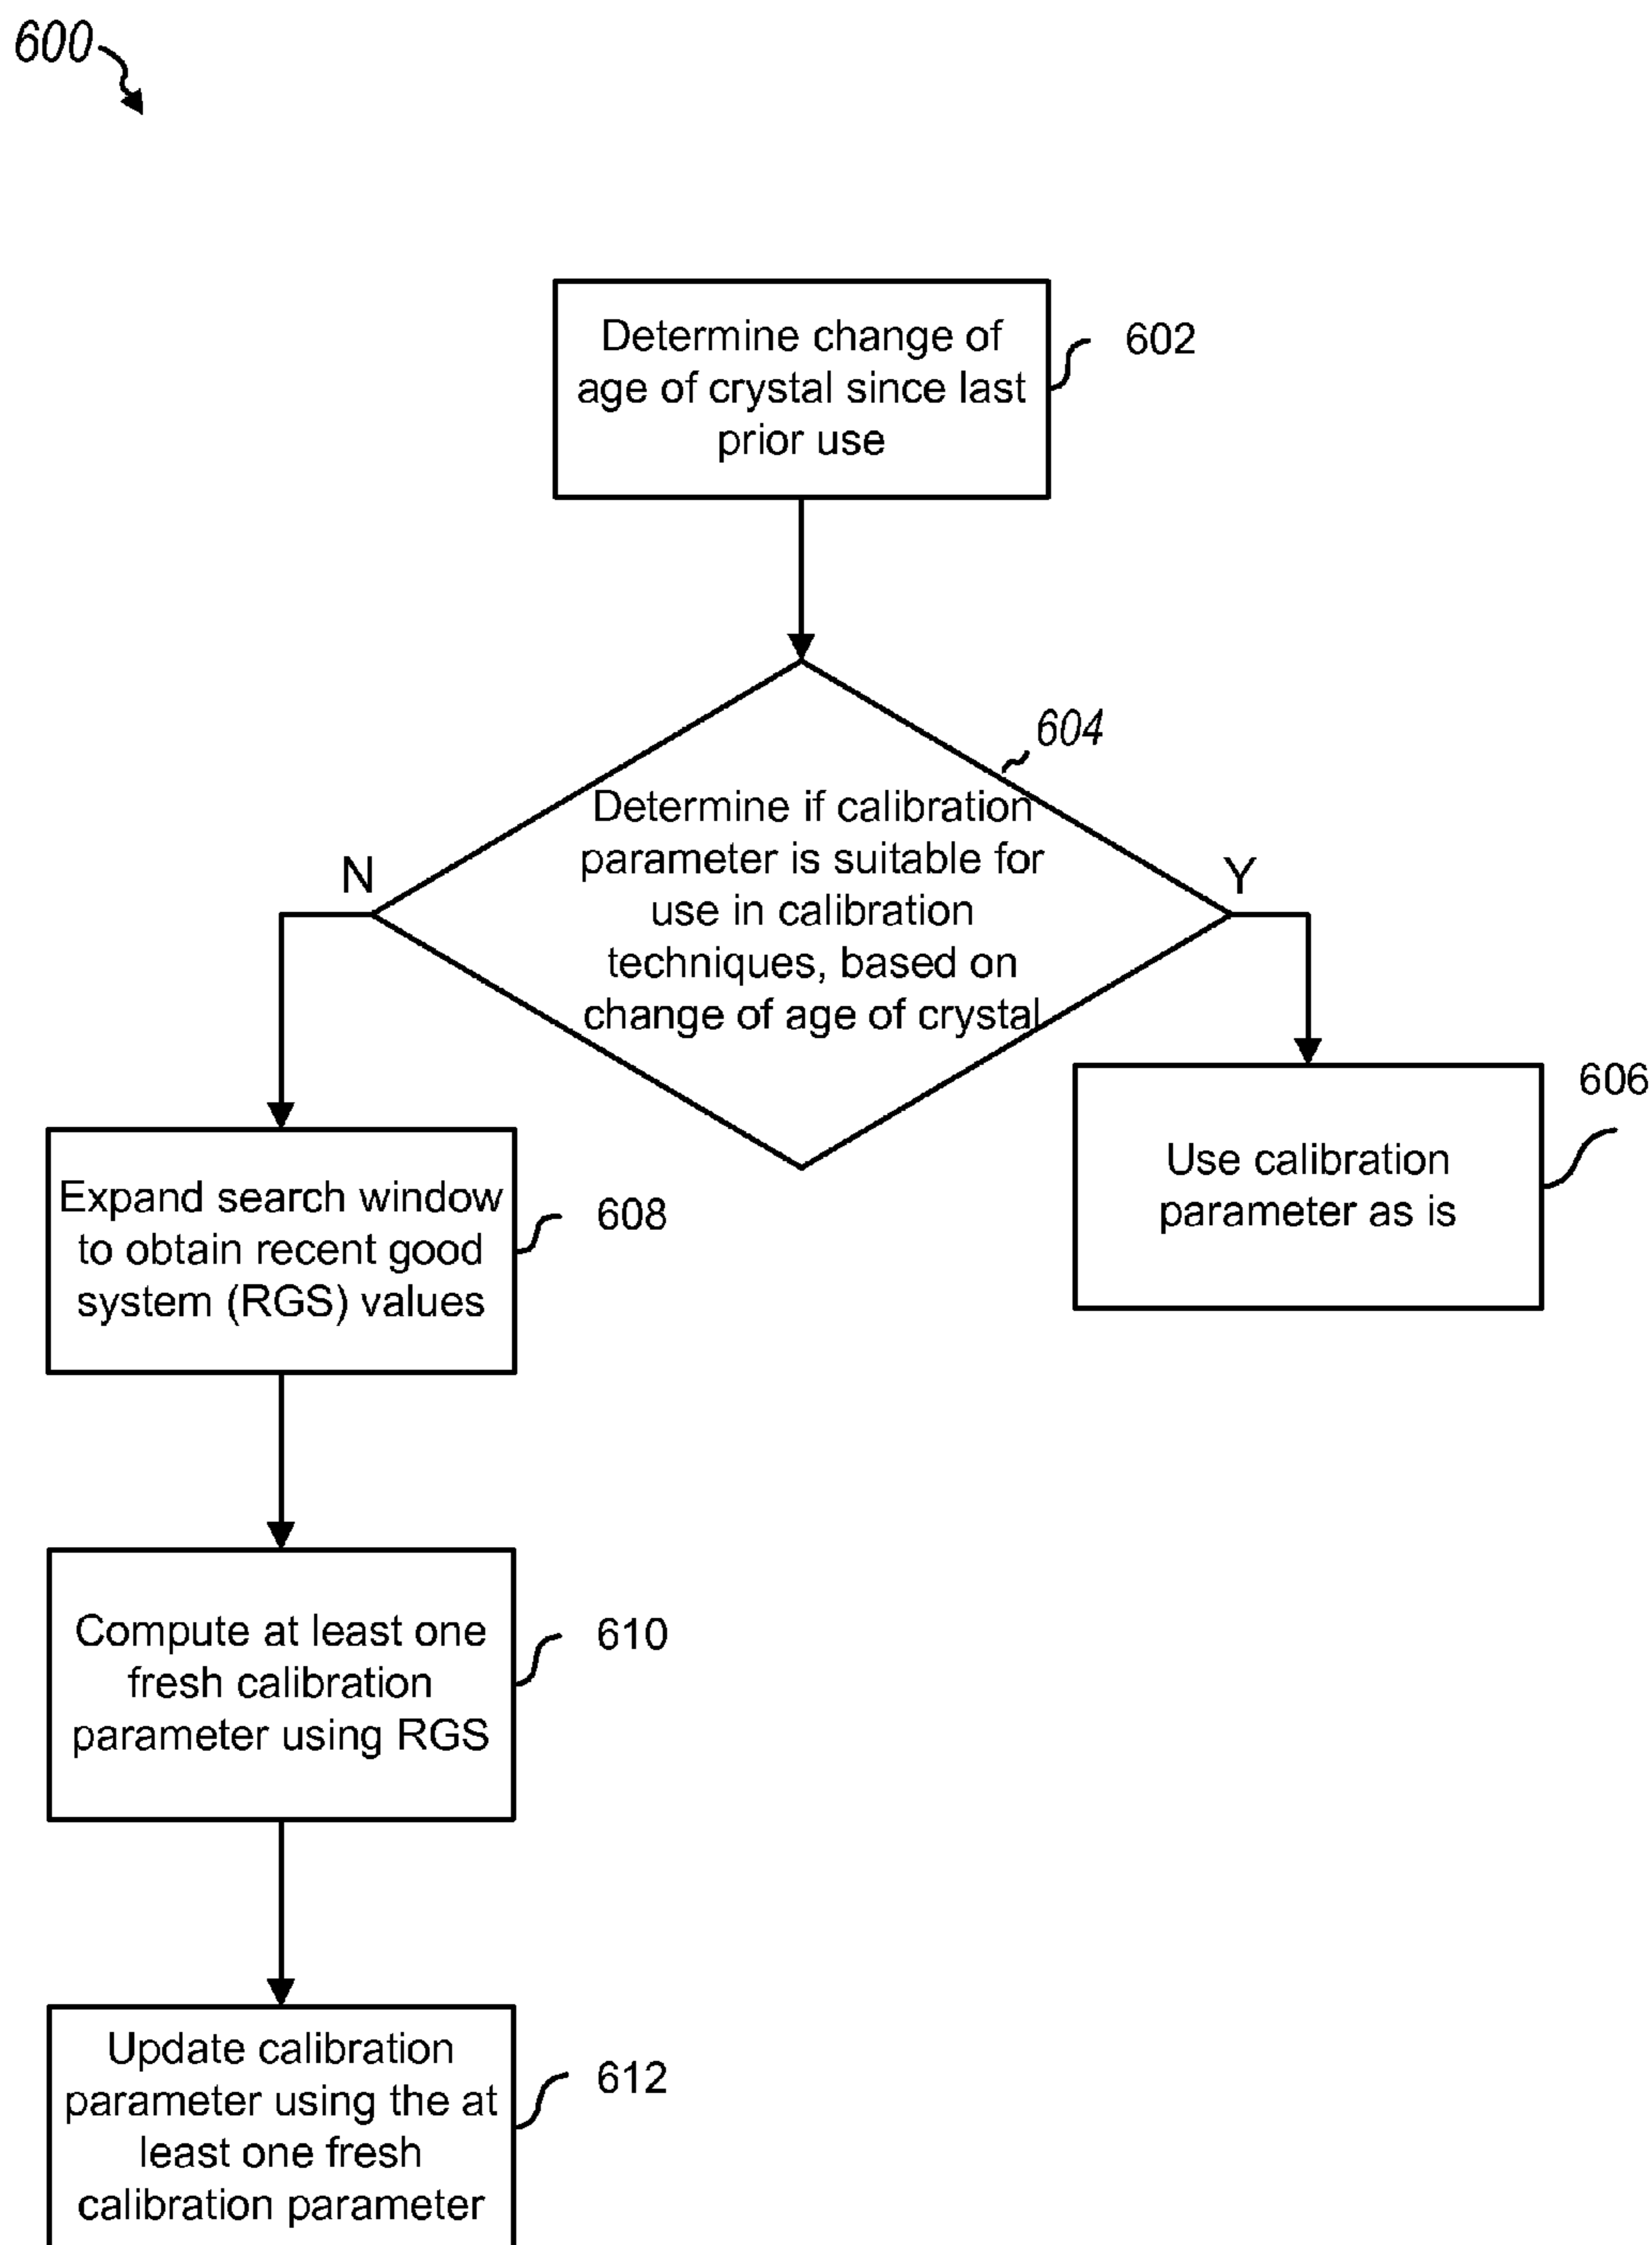 600
Determine change of
age of crystal since last
prior use
602
604
Determine if calibration
parameter is suitable for
use in calibration
techniques, based on
change of age of crystal
N
Y
606
Use calibration
parameter as is
Expand search window
to obtain recent good
system (RGS) values
608
Compute at least one
fresh calibration
parameter using RGS
610
Update calibration
parameter using the at
least one fresh
calibration parameter
612